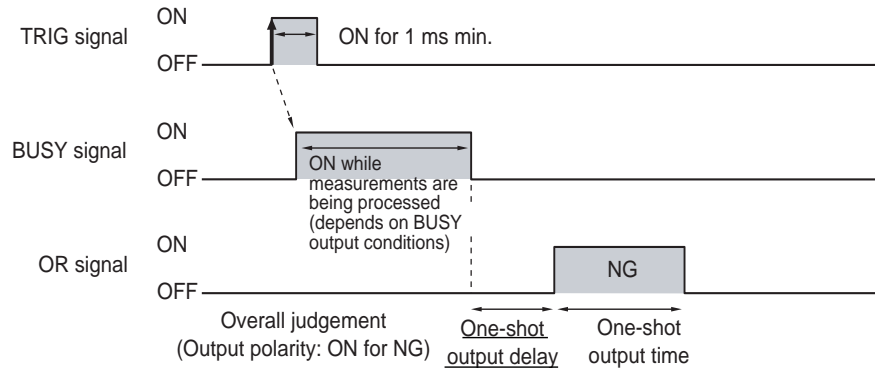 ON
TRIG signal
ON for 1 ms min.
OFF
ON
BUSY signal
ON while
measurements are
being processed
(depends on BUSY
output conditions)
OFF
ON
OR signal
NG
OFF
Overall judgement
(Output polarity: ON for NG)
One-shot
output delay
One-shot
output time